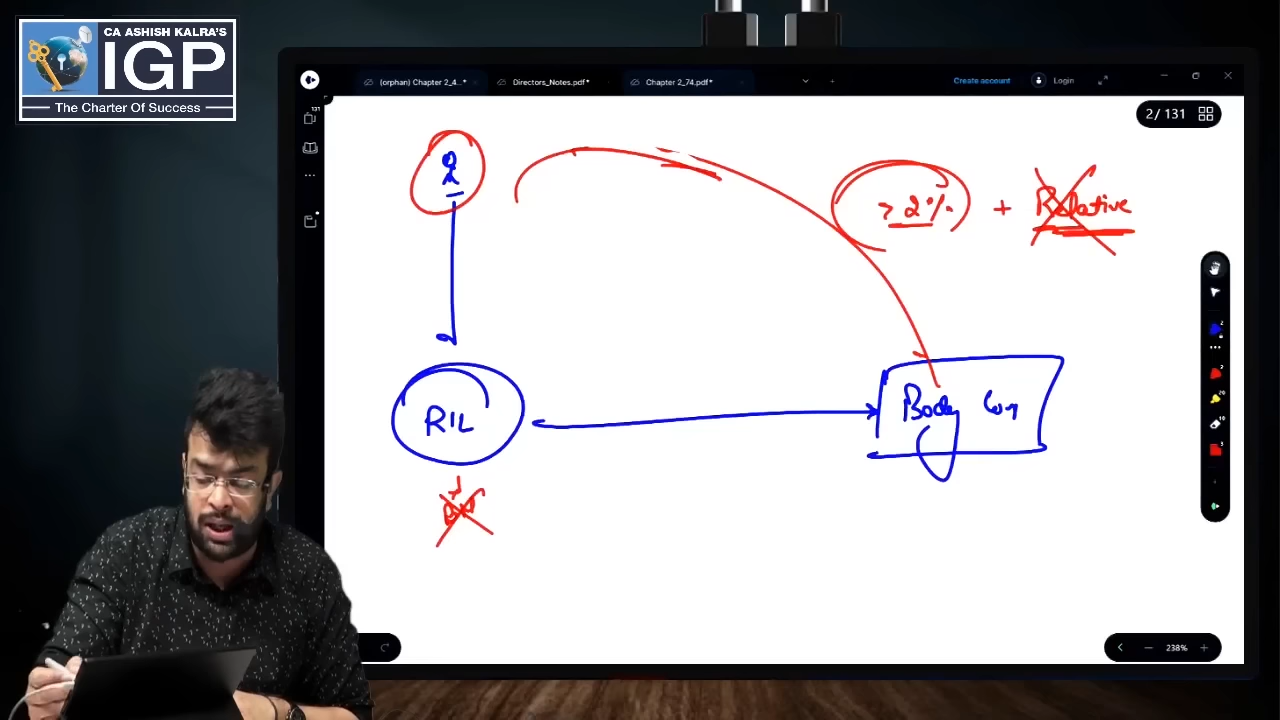 CA ASHISH KALRA'S
IGP
The Charter Of Success
(orphan) Chapter 2_4...*
Directors_Notes.pdf*
Chapter 2_74.pdf*
Create account
Login
131
2/ 131
> 2% + Relative
RIL
Body
238%